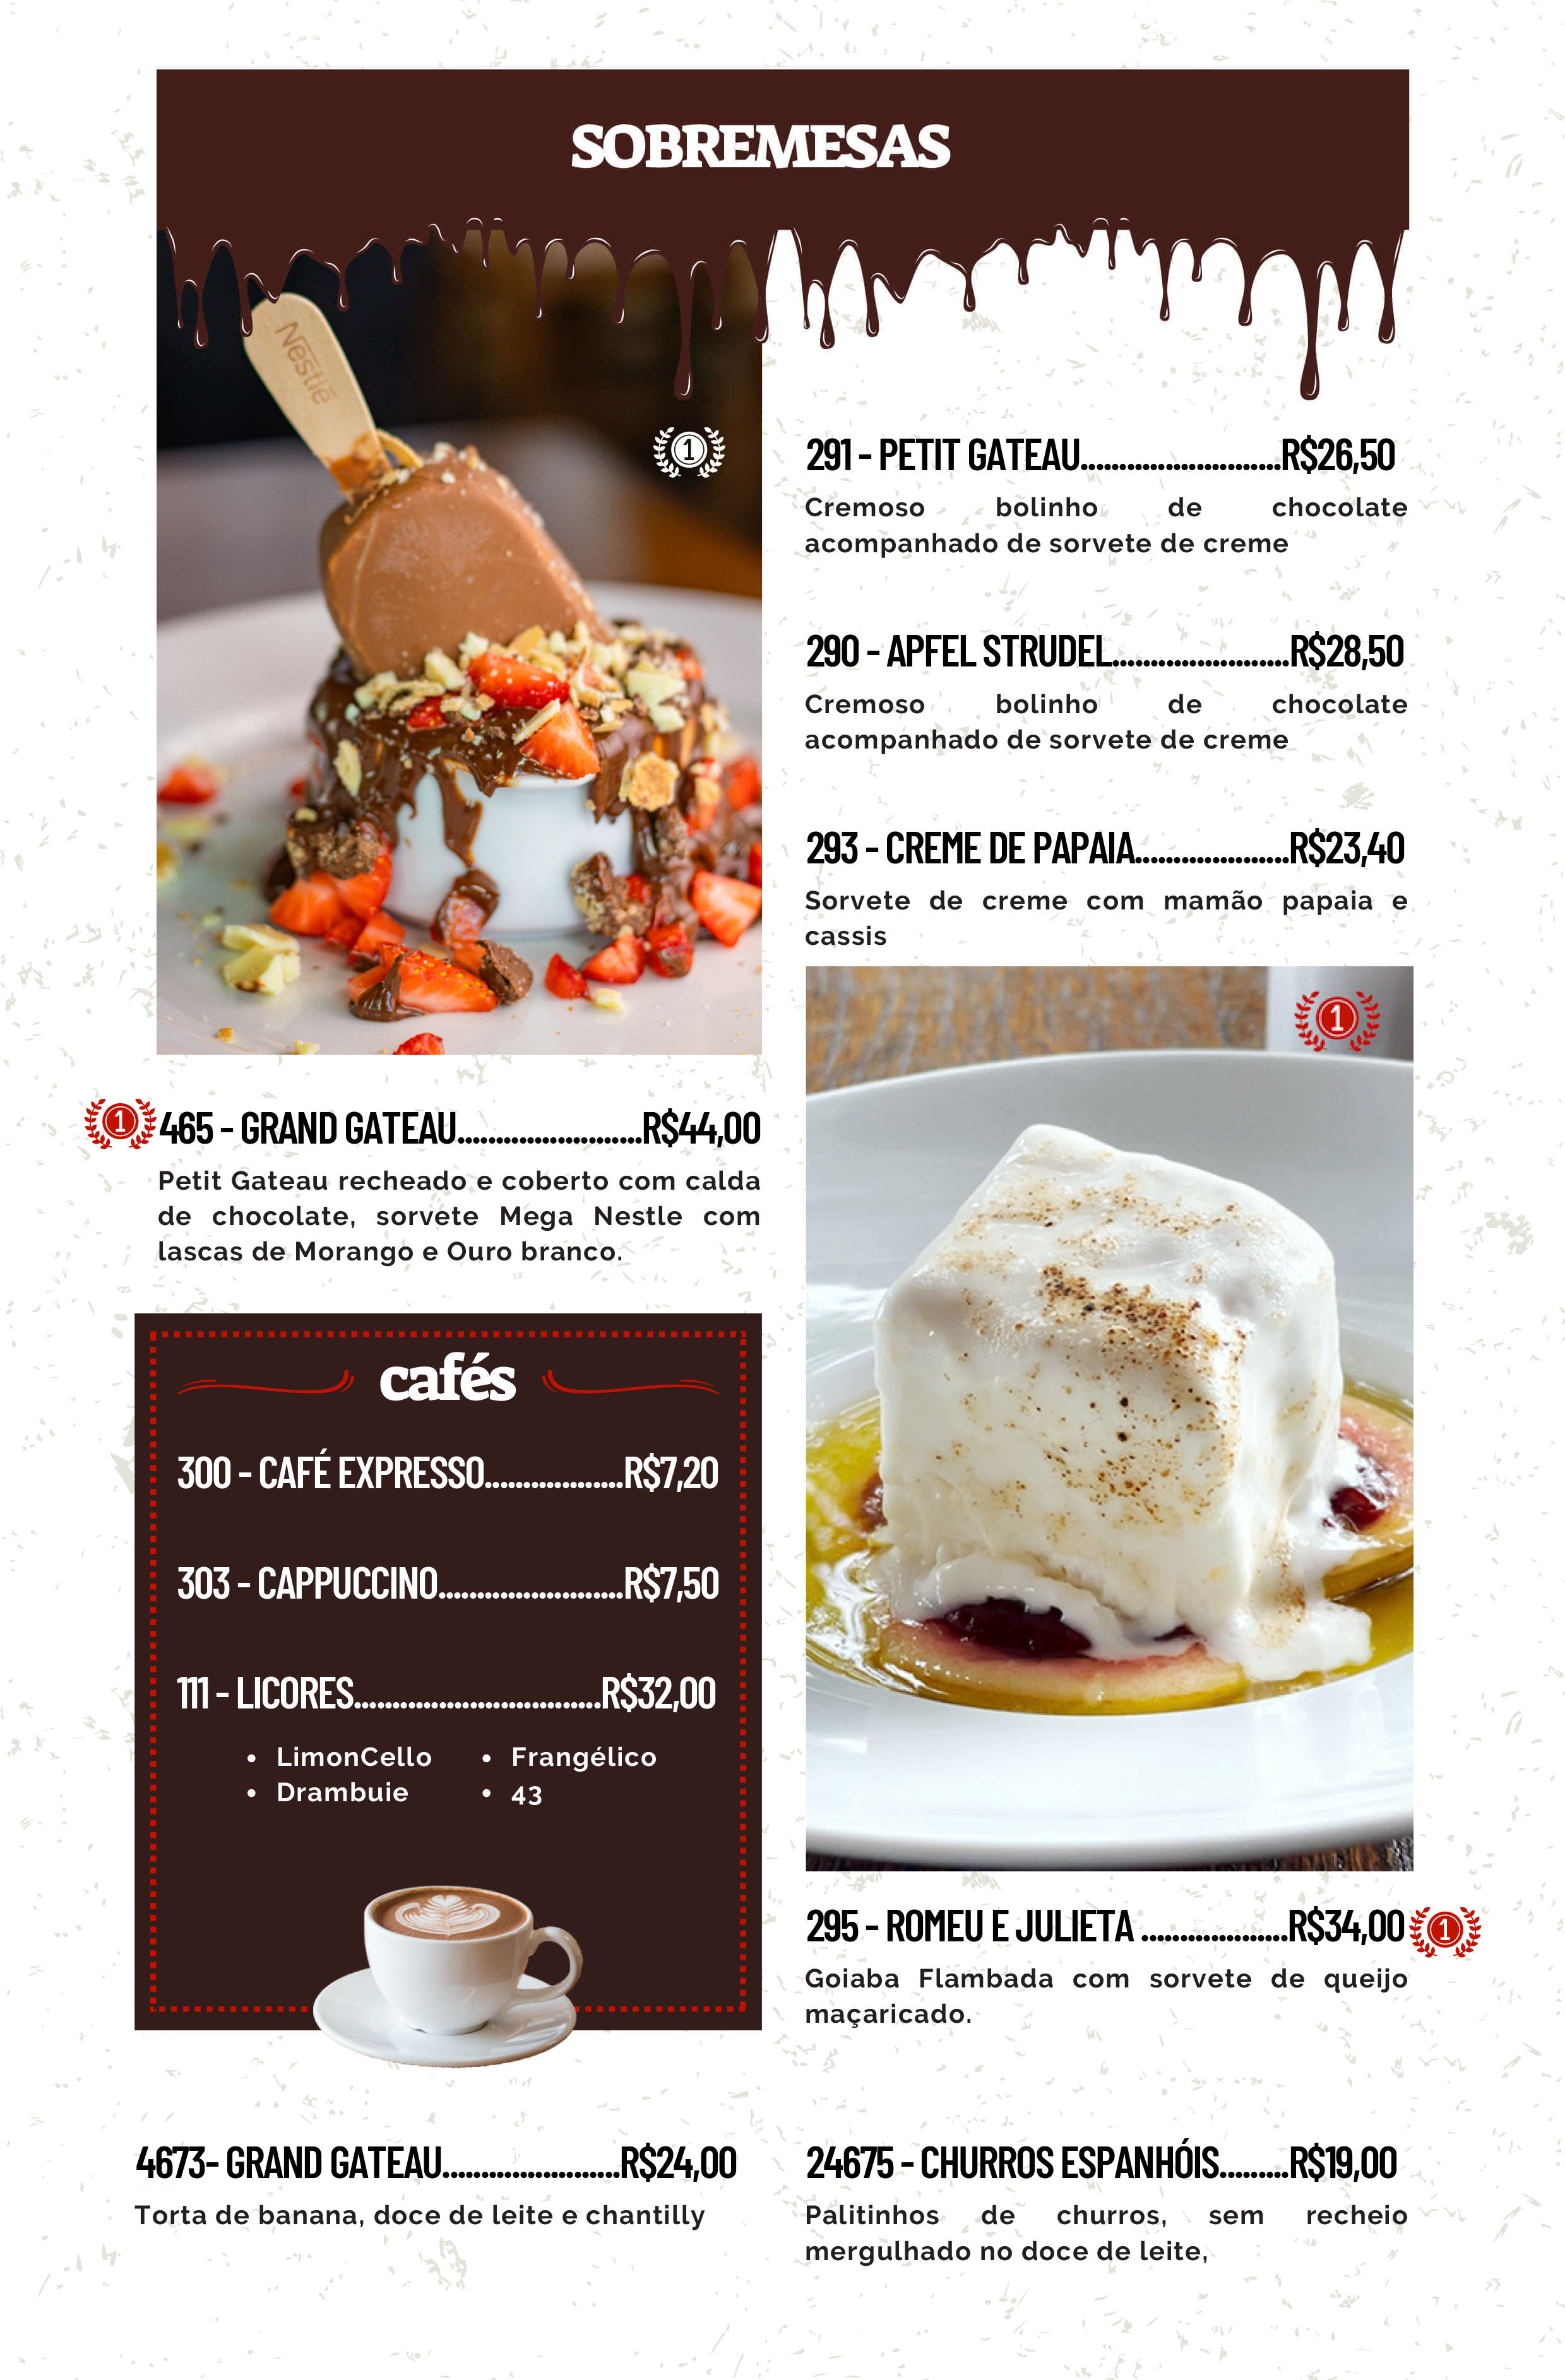 SOBREMESAS
Nestlé
1
465 - GRAND GATEAU........................R$44,00
1
Petit Gateau recheado e coberto com calda
de chocolate, sorvete Mega Nestle com
lascas de Morango e Ouro branco.
cafés
300 - CAFÉ EXPRESSO..................R$7,20
303 - CAPPUCCINO........................R$7,50
111 - LICORES................................R$32,00
• LimonCello
• Drambuie
• Frangélico
• 43
4673- GRAND GATEAU.......................R$24,00
Torta de banana, doce de leite e chantilly
291 - PETIT GATEAU..........................R$26,50
Cremoso bolinho de chocolate
acompanhado de sorvete de creme
290 - APFEL STRUDEL.......................R$28,50
Cremoso bolinho de chocolate
acompanhado de sorvete de creme
293 - CREME DE PAPAIA....................R$23,40
Sorvete de creme com mamão papaia e
cassis
1
295 - ROMEU E JULIETA ...................R$34,00
1
Goiaba Flambada com sorvete de queijo
maçaricado.
24675 - CHURROS ESPANHÓIS.........R$19,00
Palitinhos de churros, sem recheio
mergulhado no doce de leite,